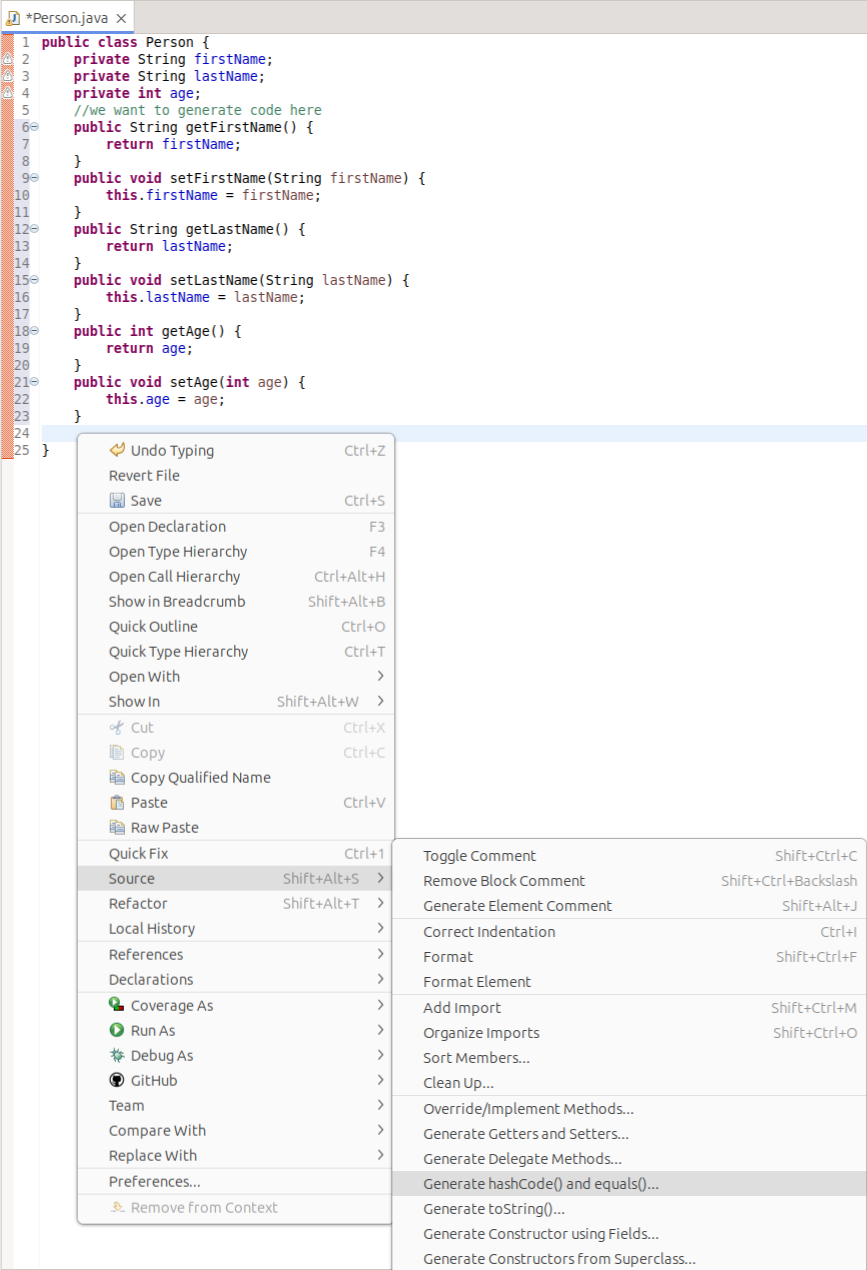 *Person.java
1 public class Person {
2 private String firstName;
3 private String lastName;
4 private int age;
5 //we want to generate code here
6 public String getFirstName() {
7 return firstName;
8 }
9 public void setFirstName(String firstName) {
10 this.firstName = firstName;
11 }
12 public String getLastName() {
13 return lastName;
14 }
15 public void setLastName(String lastName) {
16 this.lastName = lastName;
17 }
18 public int getAge() {
19 return age;
20 }
21 public void setAge(int age) {
22 this.age = age;
23 }
24
25 }
Undo Typing Ctrl+Z
Revert File
Save Ctrl+S
Open Declaration F3
Open Type Hierarchy F4
Open Call Hierarchy Ctrl+Alt+H
Show in Breadcrumb Shift+Alt+B
Quick Outline Ctrl+O
Quick Type Hierarchy Ctrl+T
Open With
Show In Shift+Alt+W
Cut Ctrl+X
Copy Ctrl+C
Copy Qualified Name
Paste Ctrl+V
Raw Paste
Quick Fix Ctrl+1
Source Shift+Alt+S
Refactor Shift+Alt+T
Local History
References
Declarations
Coverage As
Run As
Debug As
GitHub
Team
Compare With
Replace With
Preferences...
Remove from Context
Toggle Comment Shift+Ctrl+C
Remove Block Comment Shift+Ctrl+Backslash
Generate Element Comment Shift+Alt+J
Correct Indentation Ctrl+I
Format Shift+Ctrl+F
Format Element
Add Import Shift+Ctrl+M
Organize Imports Shift+Ctrl+O
Sort Members...
Clean Up...
Override/Implement Methods...
Generate Getters and Setters...
Generate Delegate Methods...
Generate hashCode() and equals()...
Generate toString()...
Generate Constructor using Fields...
Generate Constructors from Superclass...